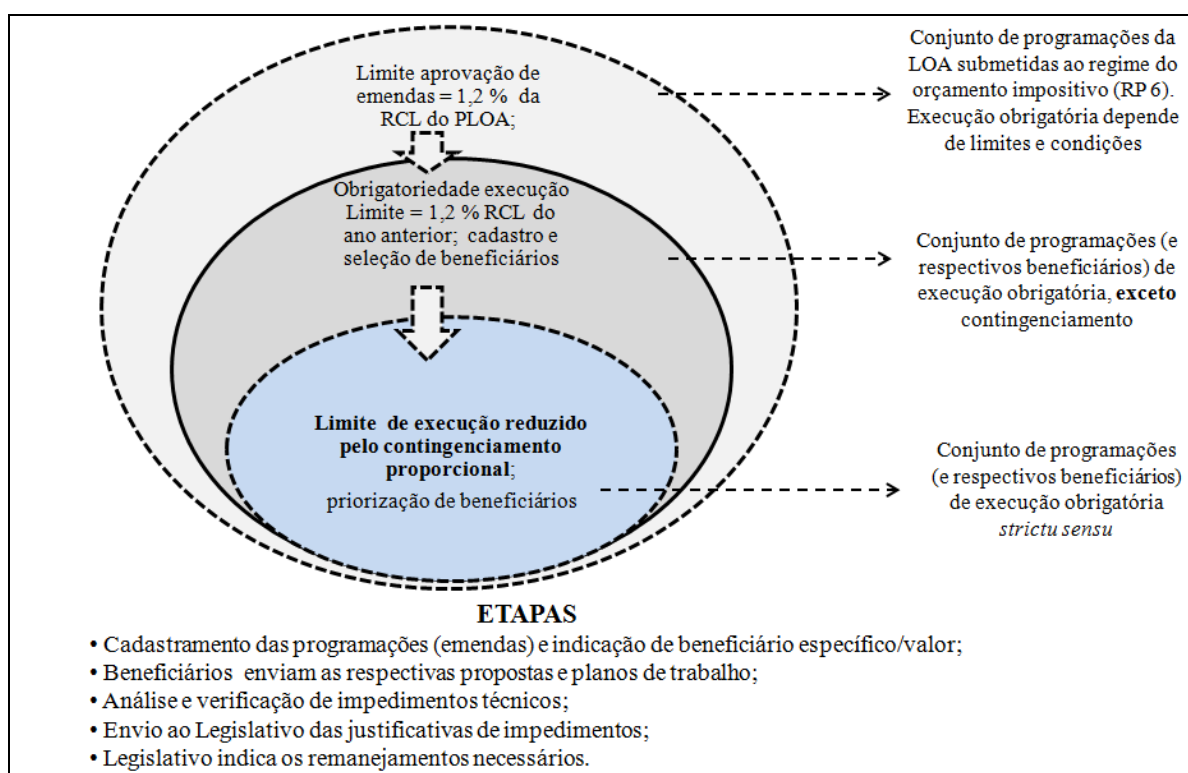 Limite aprovação de
emendas = 1,2 % da
RCL do PLOA;
Conjunto de programações da
LOA submetidas ao regime do
orçamento impositivo (RP 6).
Execução obrigatória depende
de limites e condições
Obrigatoriedade execução
Limite = 1,2 % RCL do
ano anterior; cadastro e
seleção de beneficiários
Conjunto de programações (e
respectivos beneficiários) de
execução obrigatória, exceto
contingenciamento
Limite de execução reduzido
pelo contingenciamento
proporcional;
priorização de beneficiários
Conjunto de programações
(e respectivos beneficiários)
de execução obrigatória
strictu sensu
ETAPAS
• Cadastramento das programações (emendas) e indicação de beneficiário específico/valor;
• Beneficiários enviam as respectivas propostas e planos de trabalho;
• Análise e verificação de impedimentos técnicos;
• Envio ao Legislativo das justificativas de impedimentos;
• Legislativo indica os remanejamentos necessários.